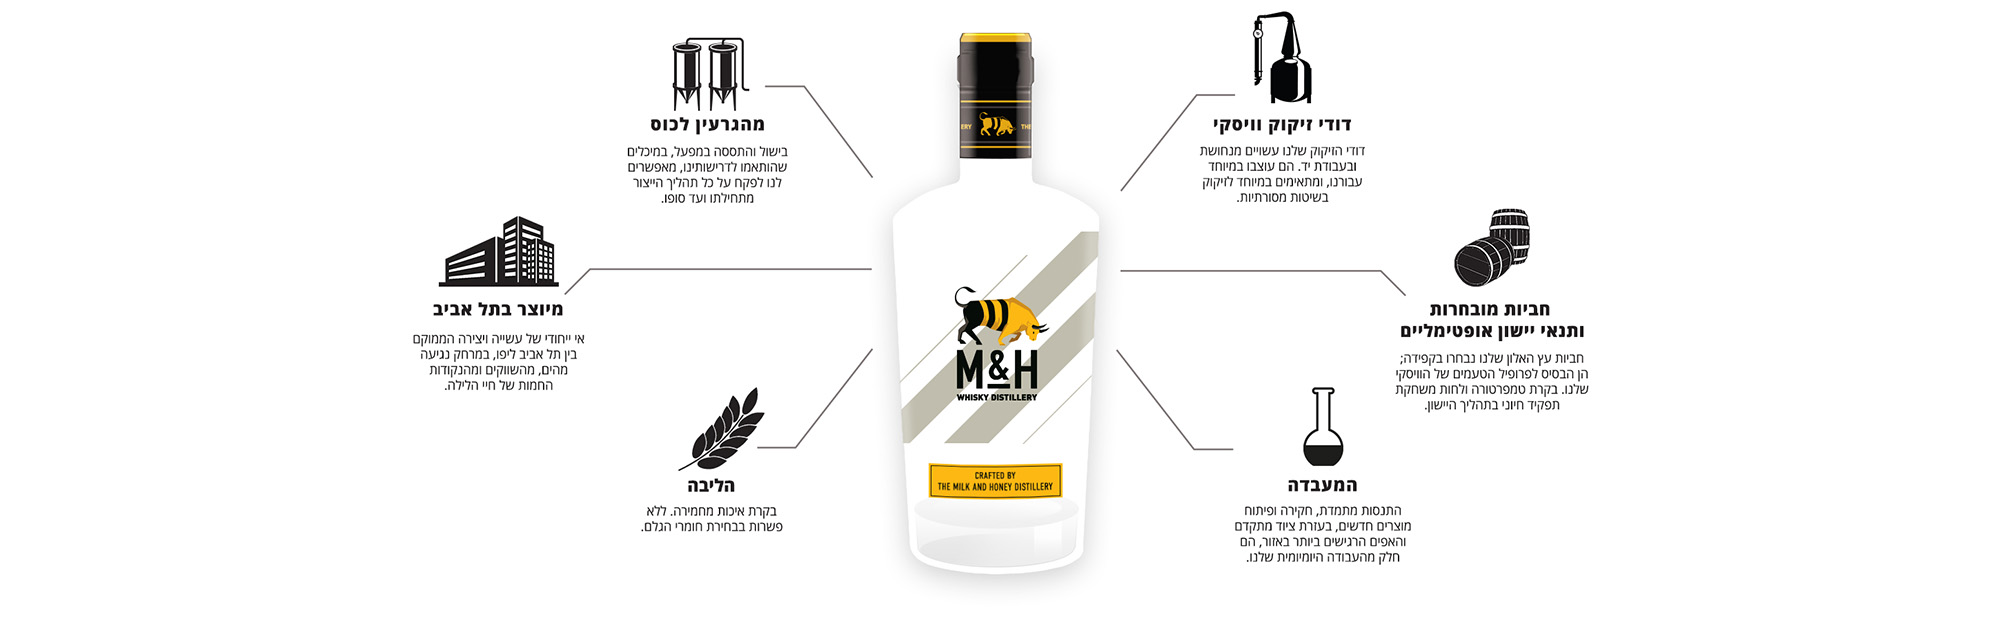 דודי זיקוק וויסקי
דודי הזיקוק שלנו עשויים מנחושת
ובעבודת יד. הם עוצבו במיוחד
עבורנו, ומתאימים במיוחד לזיקוק
בשיטות מסורתיות.
חביות מובחרות
ותנאי יישון אופטימליים
חביות עץ האלון שלנו נבחרו בקפידה;
הן הבסיס לפרופיל הטעמים של הוויסקי
שלנו. בקרת טמפרטורה ולחות משחקת
תפקיד חיוני בתהליך היישון.
המעבדה
התנסות מתמדת, חקירה ופיתוח
מוצרים חדשים, בעזרת ציוד מתקדם
והאפים הרגישים ביותר באזור, הם
חלק מהעבודה היומיומית שלנו.
ERY
THE
M&H
WHISKY DISTILLERY
CRAFTED BY
THE MILK AND HONEY DISTILLERY
מהגרעין לכוס
בישול והתססה במפעל, במיכלים
שהותאמו לדרישותינו, מאפשרים
לנו לפקח על כל תהליך הייצור
מתחילתו ועד סופו.
מיוצר בתל אביב
אי ייחודי של עשייה ויצירה הממוקם
בין תל אביב ליפו, במרחק נגיעה
מהים, מהשווקים ומהנקודות
החמות של חיי הלילה.
הליבה
בקרת איכות מחמירה. ללא
פשרות בבחירת חומרי הגלם.